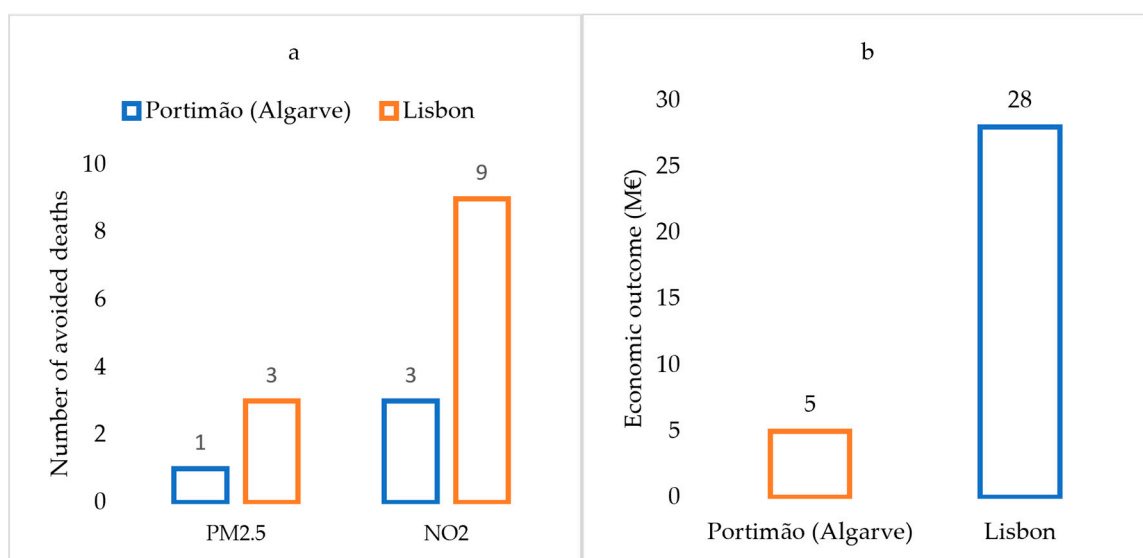 a
Portimão (Algarve) Lisbon
Number of avoided deaths
10
8
6
4
2
0
1
3
3
9
PM2.5 NO2
b
Economic outcome (M€)
30
25
20
15
10
5
0
5
28
Portimão (Algarve) Lisbon